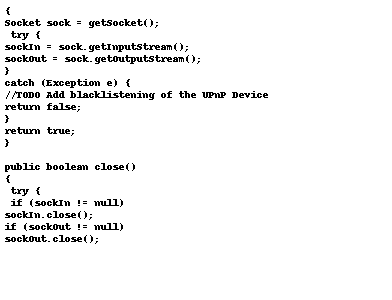 {
Socket sock = getSocket();
try {
sockIn = sock.getInputStream();
sockOut = sock.getOutputStream();
}
catch (Exception e) {
//TODO Add blacklistening of the UPnP Device
return false;
}
return true;
}

public boolean close()
{
try {
if (sockIn != null)
sockIn.close();
if (sockOut != null)
sockOut.close();